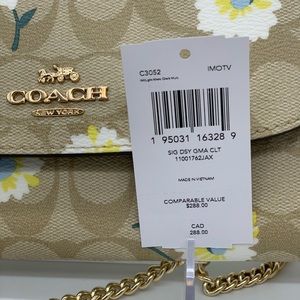 COACH
NEW YORK
C3052 IMOTV
1 95031 16328 9
SIG DSY GMA CLT
11001762JAX
MADE IN VIETNAM
COMPARABLE VALUE
$288.00
CAD
288.00